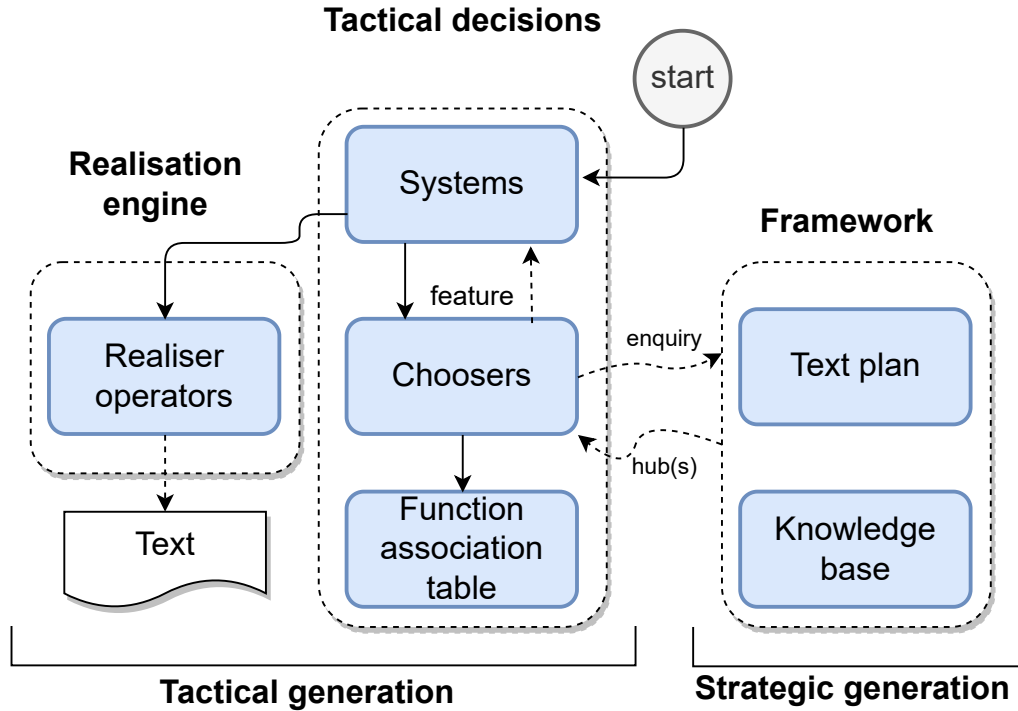 Tactical decisions
start
Realisation
engine
Systems
Framework
feature
enquiry
Realiser
operators
Choosers
Text plan
hub(s)
Function
association
table
Knowledge
base
Text
Tactical generation
Strategic generation